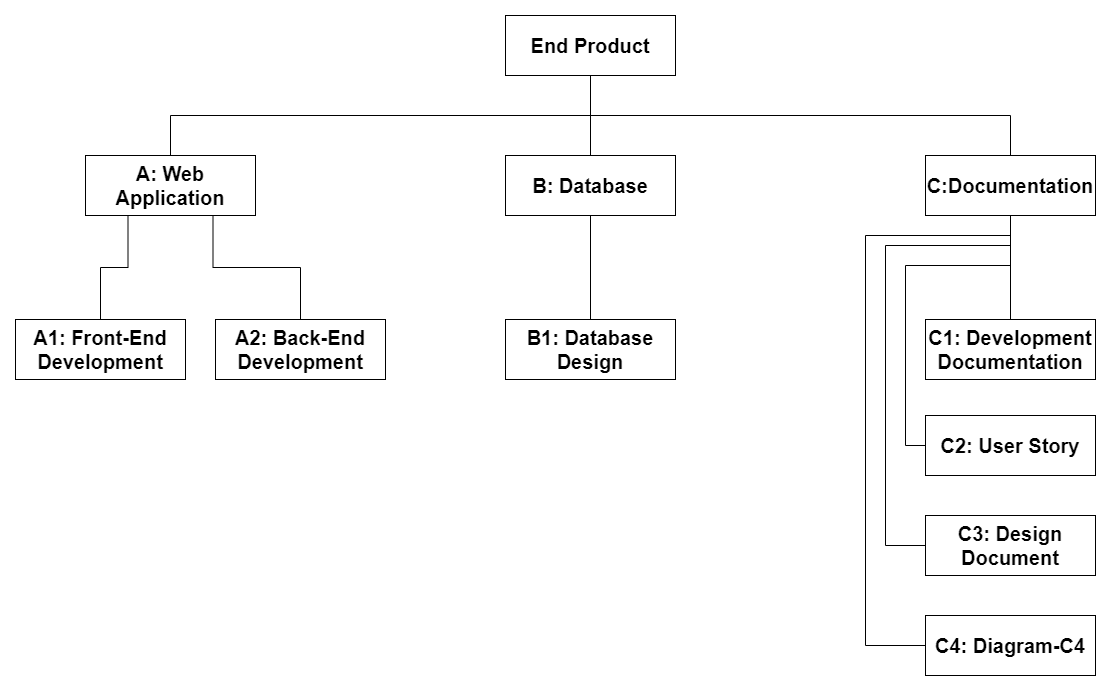 End Product
A: Web
Application
B: Database
C:Documentation
A1: Front-End
Development
A2: Back-End
Development
B1: Database
Design
C1: Development
Documentation
C2: User Story
C3: Design
Document
C4: Diagram-C4